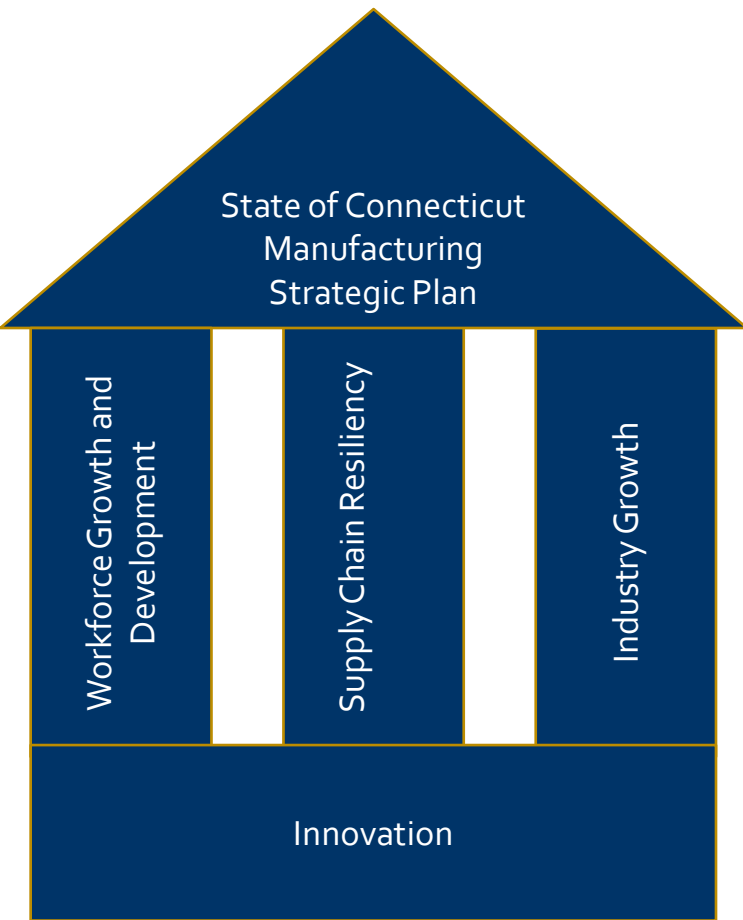 State of Connecticut
Manufacturing
Strategic Plan
Workforce Growth and
Development
Supply Chain Resiliency
Industry Growth
Innovation